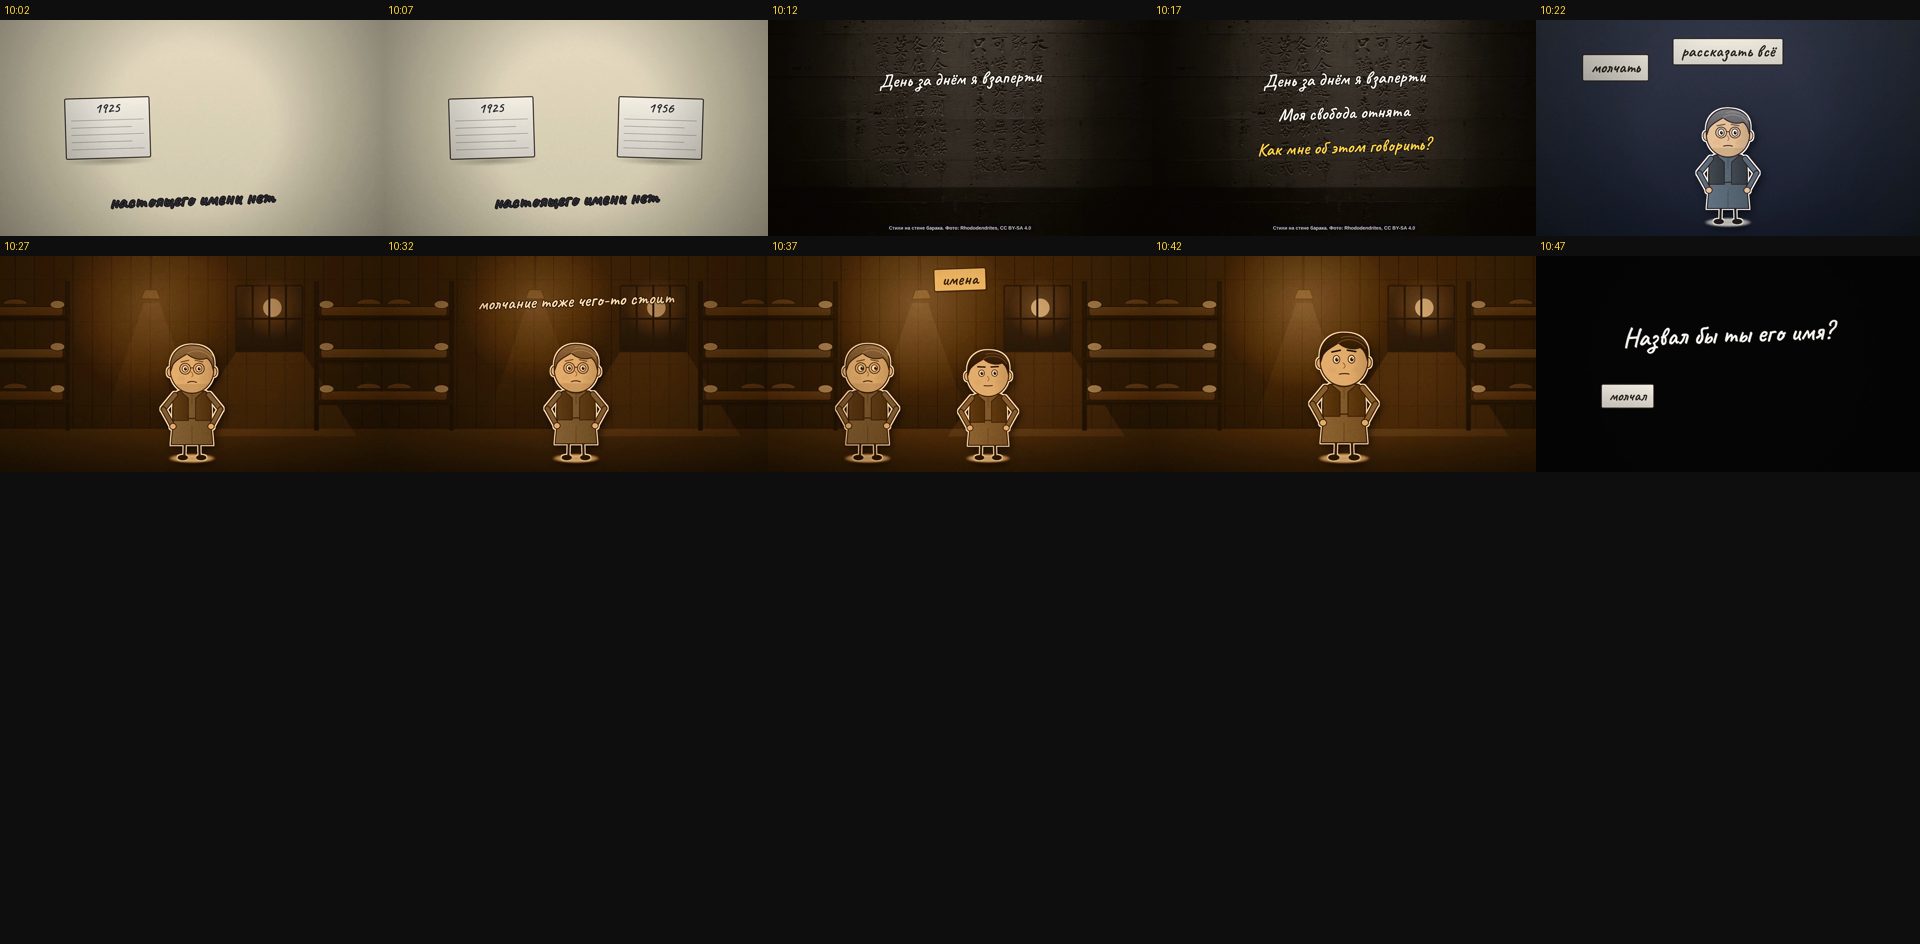 10:02
10:07
10:12
10:17
10:22
1925
настоящего имени нет
1925
1956
настоящего имени нет
День за днём я взаперти
Стихи на стене барака. Фото: Rhododendrites, CC BY-SA 4.0
День за днём я взаперти
Моя свобода отнята
Как мне об этом говорить?
Стихи на стене барака. Фото: Rhododendrites, CC BY-SA 4.0
молчать
рассказать всё
10:27
10:32
10:37
10:42
10:47
молчание тоже чего-то стоит
имена
Назвал бы ты его имя?
молчал